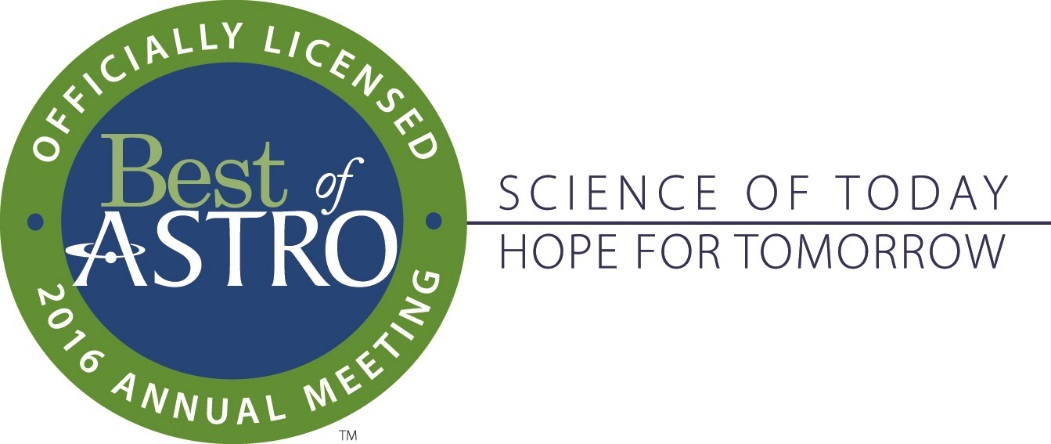 OFFICIALLY LICENSED
Best of
ASTRO
2016 ANNUAL MEETING
TM
SCIENCE OF TODAY
HOPE FOR TOMORROW